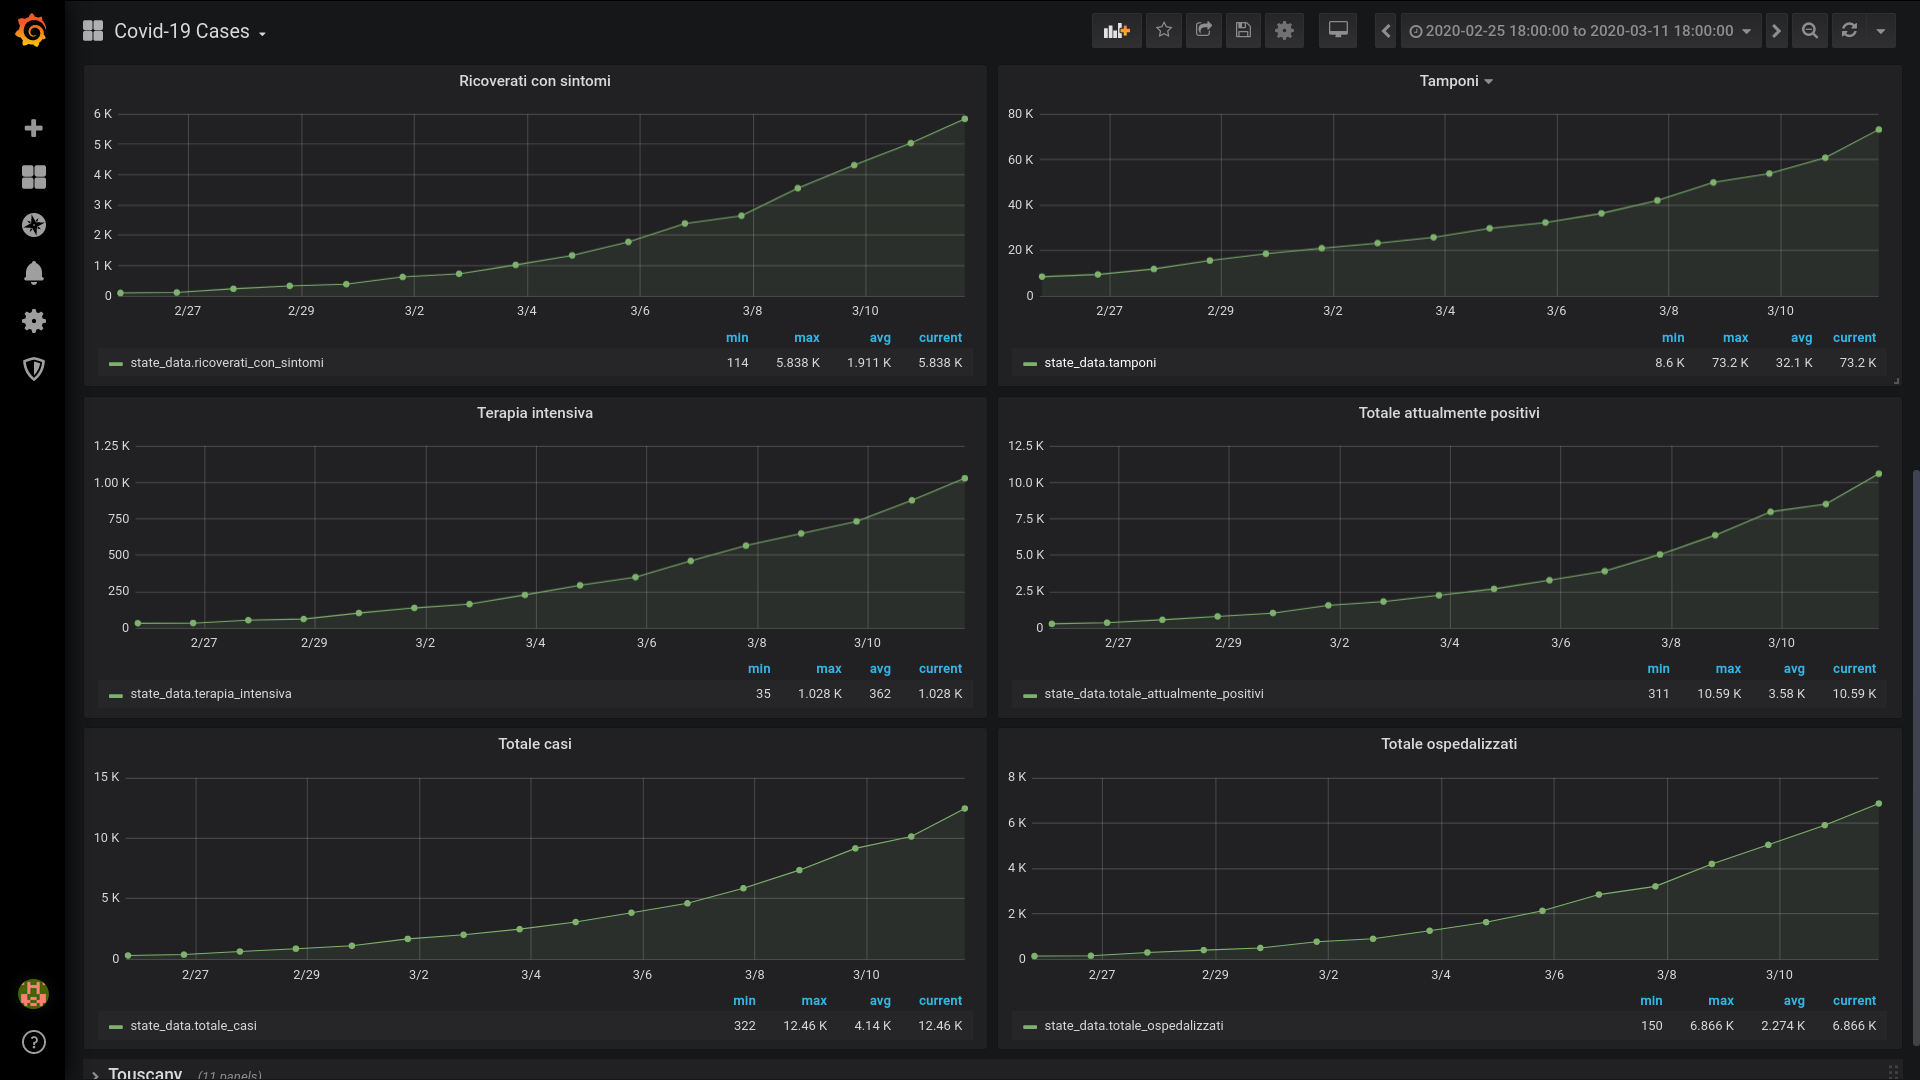 Covid-19 Cases
2020-02-25 18:00:00 to 2020-03-11 18:00:00
Ricoverati con sintomi
6 K
5 K
4 K
3 K
2 K
1 K
0
2/27 2/29 3/2 3/4 3/6 3/8 3/10
min max avg current
state_data.ricoverati_con_sintomi 114 5.838 K 1.911 K 5.838 K
Tamponi
80 K
60 K
40 K
20 K
0
2/27 2/29 3/2 3/4 3/6 3/8 3/10
min max avg current
state_data.tamponi 8.6 K 73.2 K 32.1 K 73.2 K
Terapia intensiva
1.25 K
1.00 K
750
500
250
0
2/27 2/29 3/2 3/4 3/6 3/8 3/10
min max avg current
state_data.terapia_intensiva 35 1.028 K 362 1.028 K
Totale attualmente positivi
12.5 K
10.0 K
7.5 K
5.0 K
2.5 K
0
2/27 2/29 3/2 3/4 3/6 3/8 3/10
min max avg current
state_data.totale_attualmente_positivi 311 10.59 K 3.58 K 10.59 K
Totale casi
15 K
10 K
5 K
0
2/27 2/29 3/2 3/4 3/6 3/8 3/10
min max avg current
state_data.totale_casi 322 12.46 K 4.14 K 12.46 K
Totale ospedalizzati
8 K
6 K
4 K
2 K
0
2/27 2/29 3/2 3/4 3/6 3/8 3/10
min max avg current
state_data.totale_ospedalizzati 150 6.866 K 2.274 K 6.866 K
Touscany (11 panels)